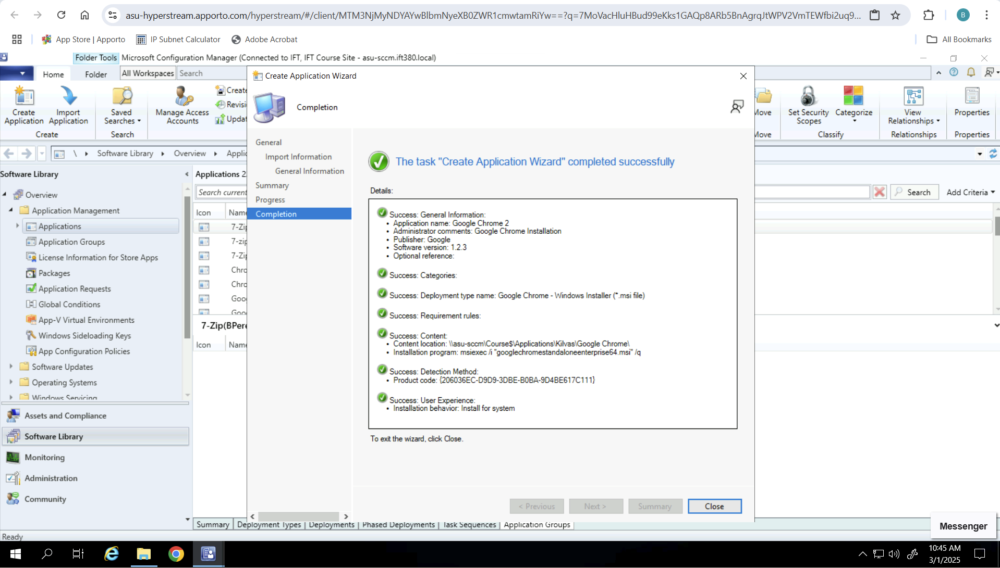 asu-hyperstream.apporto.com/hyperstream/#/client/MTM3NjMyNDYAYwBlbmNyeXB0ZWR1cmwtamRiYw==?q=7MoVacHluHBud99eKks1GAQp8ARb5BnAgrqJtWPV2VmTEWfbi2uq9...
B
App Store | Apporto
IP Subnet Calculator
Adobe Acrobat
All Bookmarks
Folder Tools
Microsoft Configuration Manager (Connected to IFT, IFT Course Site - asu-sccm.ift380.local)
Home
Folder
All Workspaces
Search
Create Application
Import Application
Create
Saved Searches
Search
Manage Access Accounts
Create
Revisi
Updat
Move
Move
Set Security Scopes
Categorize
Classify
View Relationships
Relationships
Properties
Properties
\
Software Library
Overview
Applic
Software Library
Overview
Application Management
Applications
Application Groups
License Information for Store Apps
Packages
Application Requests
Global Conditions
App-V Virtual Environments
Windows Sideloading Keys
App Configuration Policies
Software Updates
Operating Systems
Windows Servicing
Assets and Compliance
Software Library
Monitoring
Administration
Community
Ready
Applications 2
Search current
Search
Add Criteria
Icon
Name
7-Zip
7-zip
7-Zip
Chro
Chro
Goo
Goo
7-Zip(BPere
Icon
Name
Create Application Wizard
Completion
General
Import Information
General Information
Summary
Progress
Completion
The task "Create Application Wizard" completed successfully
Details:
Success: General Information:
• Application name: Google Chrome 2
• Administrator comments: Google Chrome Installation
• Publisher: Google
• Software version: 1.2.3
• Optional reference:
Success: Categories:
Success: Deployment type name: Google Chrome - Windows Installer (*.msi file)
Success: Requirement rules:
Success: Content:
• Content location: \\asu-sccm\Course$\Applications\Kilvas\Google Chrome\
• Installation program: msiexec /i "googlechromestandaloneenterprise64.msi" /q
Success: Detection Method:
• Product code: {206036EC-D9D9-3DBE-B0BA-9D4BE617C111}
Success: User Experience:
• Installation behavior: Install for system
To exit the wizard, click Close.
< Previous
Next >
Summary
Close
Summary
Deployment Types
Deployments
Phased Deployments
Task Sequences
Application Groups
Messenger
10:45 AM
3/1/2025